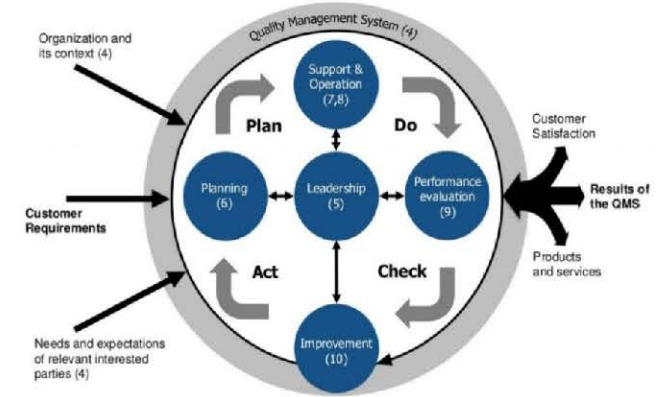 Quality Management System (4)
Organization and
its context (4)
Support &
Operation
(7,8)
Plan
Do
Customer
Satisfaction
Planning
(6)
Leadership
(5)
Performance
evaluation
(9)
Results of
the QMS
Customer
Requirements
Act
Check
Products
and services
Needs and expectations
of relevant interested
parties (4)
Improvement
(10)